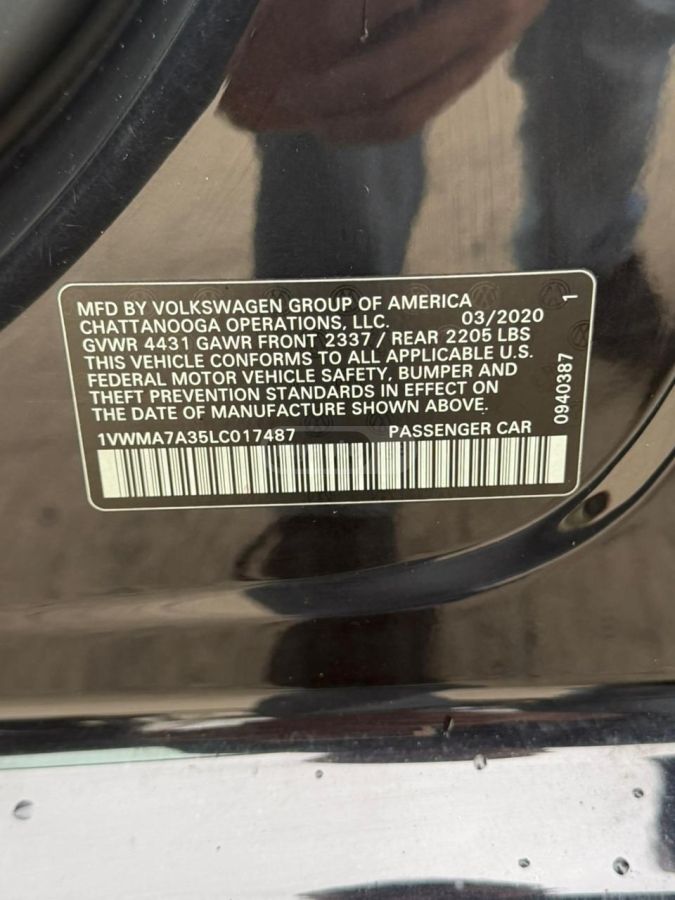 MFD BY VOLKSWAGEN GROUP OF AMERICA
CHATTANOOGA OPERATIONS, LLC. 03/2020 1
GVWR 4431 GAWR FRONT 2337 / REAR 2205 LBS
THIS VEHICLE CONFORMS TO ALL APPLICABLE U.S.
FEDERAL MOTOR VEHICLE SAFETY, BUMPER AND
THEFT PREVENTION STANDARDS IN EFFECT ON
THE DATE OF MANUFACTURE SHOWN ABOVE.
1VWMA7A35LC017487 PASSENGER CAR
0940387